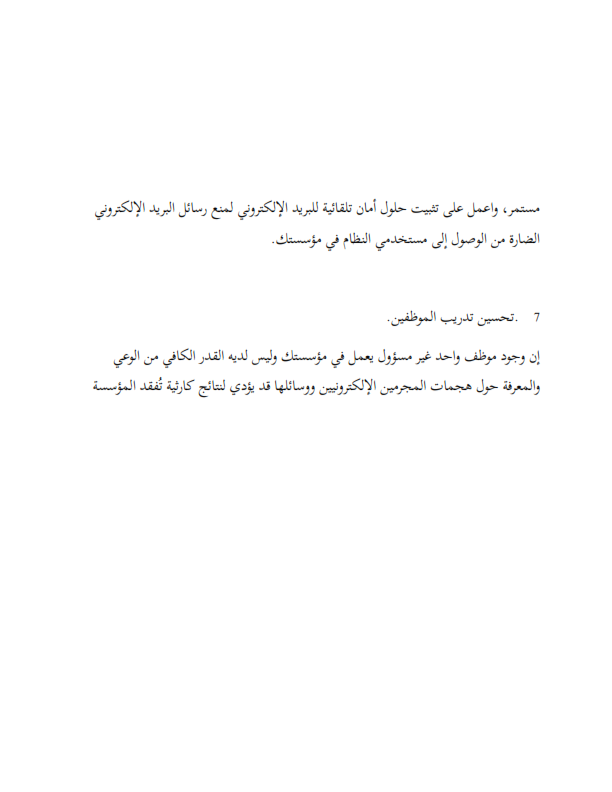 مستمر، واعمل على تثبيت حلول أمان تلقائية للبريد الإلكتروني لمنع رسائل البريد الإلكتروني
الضارة من الوصول إلى مستخدمي النظام في مؤسستك.
7 .تحسين تدريب الموظفين.
إن وجود موظف واحد غير مسؤول يعمل في مؤسستك وليس لديه القدر الكافي من الوعي
والمعرفة حول هجمات المجرمين الإلكترونيين ووسائلها قد يؤدي لنتائج كارثية تُفقد المؤسسة